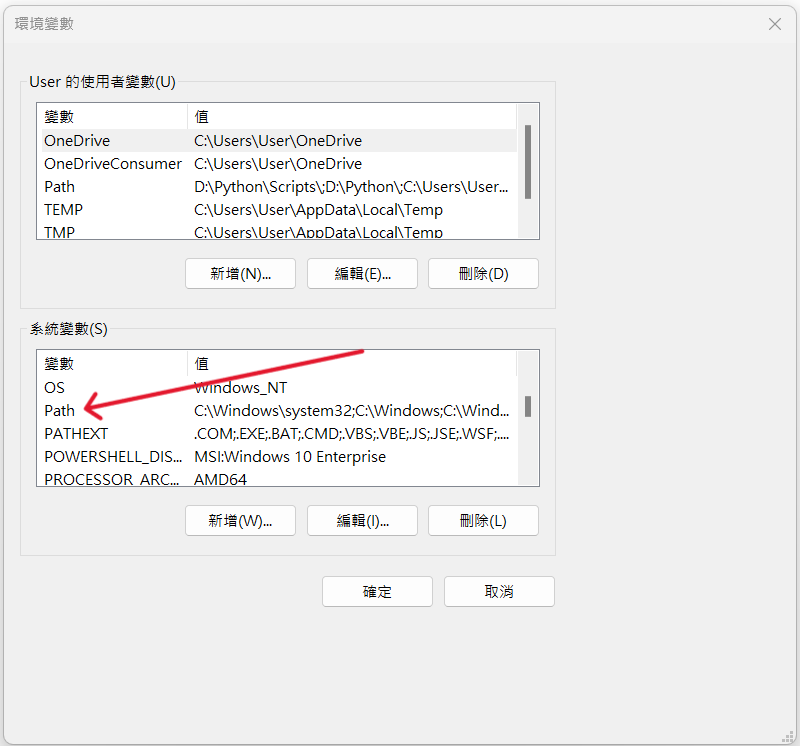 環境變數
User 的使用者變數(U)
變數 值
OneDrive C:\Users\User\OneDrive
OneDriveConsumer C:\Users\User\OneDrive
Path D:\Python\Scripts\;D:\Python\;C:\Users\User...
TEMP C:\Users\User\AppData\Local\Temp
TMP C:\Users\User\AppData\Local\Temp
新增(N)... 編輯(E)... 刪除(D)
系統變數(S)
變數 值
OS Windows_NT
Path C:\Windows\system32;C:\Windows;C:\Wind...
PATHEXT .COM;.EXE;.BAT;.CMD;.VBS;.VBE;.JS;.JSE;.WSF;....
POWERSHELL_DIS... MSI:Windows 10 Enterprise
PROCESSOR_ARC... AMD64
新增(W)... 編輯(I)... 刪除(L)
確定 取消